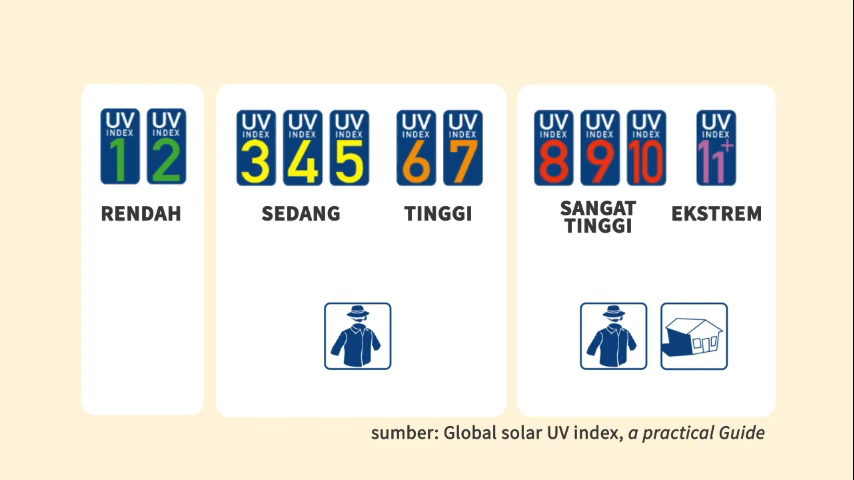 UV INDEX 1
UV INDEX 2
RENDAH
UV INDEX 3
UV INDEX 4
UV INDEX 5
SEDANG
UV INDEX 6
UV INDEX 7
TINGGI
UV INDEX 8
UV INDEX 9
UV INDEX 10
SANGAT
TINGGI
UV INDEX 11+
EKSTREM
sumber: Global solar UV index, a practical Guide